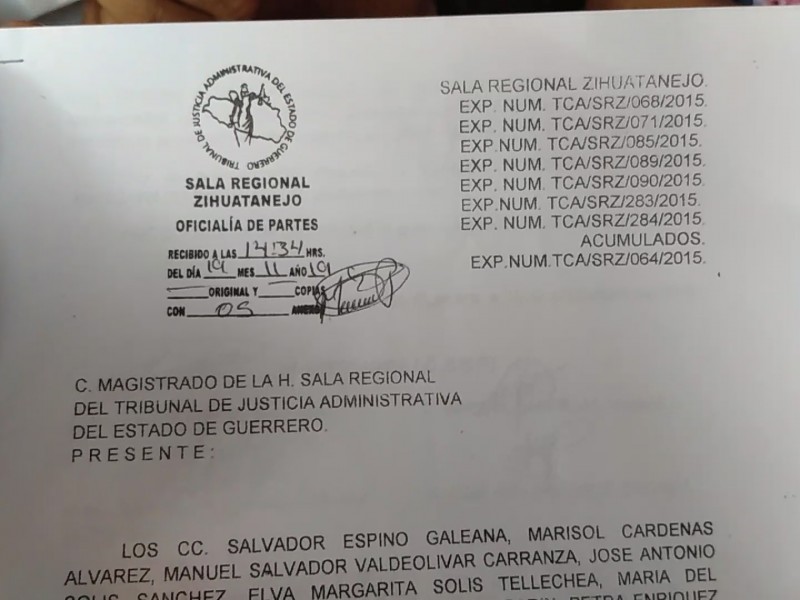 TRIBUNAL DE JUSTICIA ADMINISTRATIVA DEL ESTADO DE GUERRERO
SALA REGIONAL
ZIHUATANEJO
OFICIALÍA DE PARTES
RECIBIDO A LAS 14:34 HRS.
DEL DÍA 19 MES 11 AÑO 19
ORIGINAL Y COPIAS
CON 05 ANEXOS
SALA REGIONAL ZIHUATANEJO.
EXP. NUM. TCA/SRZ/068/2015.
EXP. NUM. TCA/SRZ/071/2015.
EXP.NUM. TCA/SRZ/085/2015.
EXP. NUM. TCA/SRZ/089/2015.
EXP. NUM. TCA/SRZ/090/2015.
EXP.NUM. TCA/SRZ/283/2015.
EXP. NUM. TCA/SRZ/284/2015.
ACUMULADOS.
EXP.NUM.TCA/SRZ/064/2015.
C. MAGISTRADO DE LA H. SALA REGIONAL
DEL TRIBUNAL DE JUSTICIA ADMINISTRATIVA
DEL ESTADO DE GUERRERO.
P R E S E N T E :
LOS CC. SALVADOR ESPINO GALEANA, MARISOL CARDENAS
ALVAREZ, MANUEL SALVADOR VALDEOLIVAR CARRANZA, JOSE ANTONIO
SOLIS SANCHEZ, ELVA MARGARITA SOLIS TELLECHEA, MARIA DEL
PETRA ENRIQUEZ